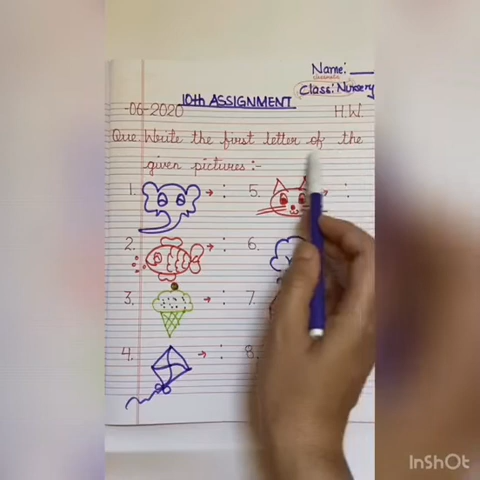 Name:
Class: Nursery
10th ASSIGNMENT
-06-2020
H.W.
Que. Write the first letter of the
given pictures:-
1. → :
5. → :
2. → :
6.
3. → :
7.
4. → :
8.
InShOt